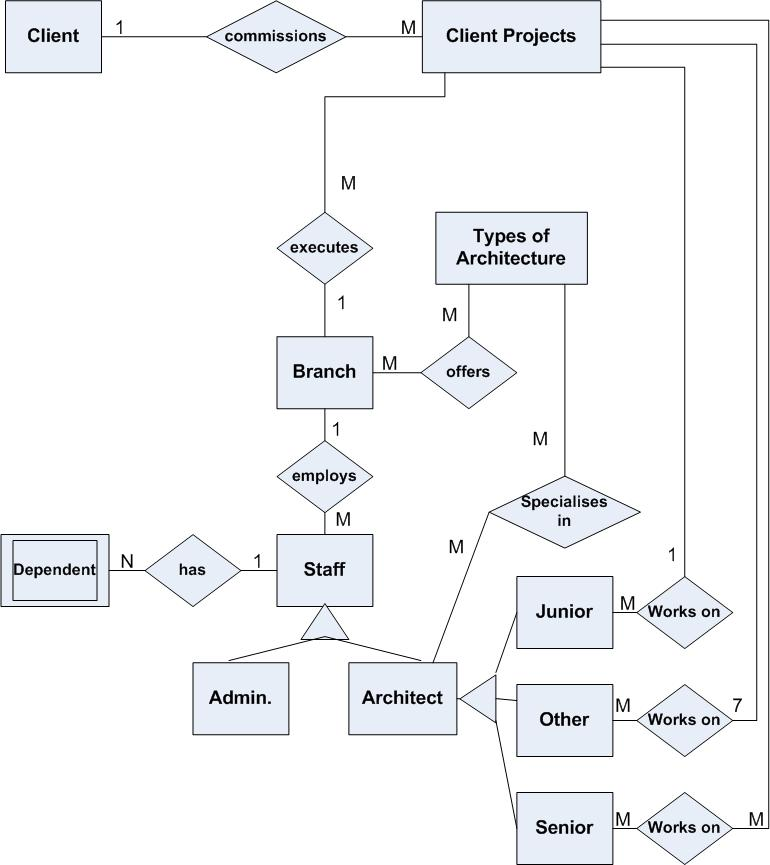 Client
1
commissions
M
Client Projects
M
executes
Types of
Architecture
1
M
Branch
M
offers
1
M
employs
Specialises
in
M
M
Dependent
N
has
1
Staff
1
Junior
M
Works on
Admin.
Architect
Other
M
Works on
7
Senior
M
Works on
M